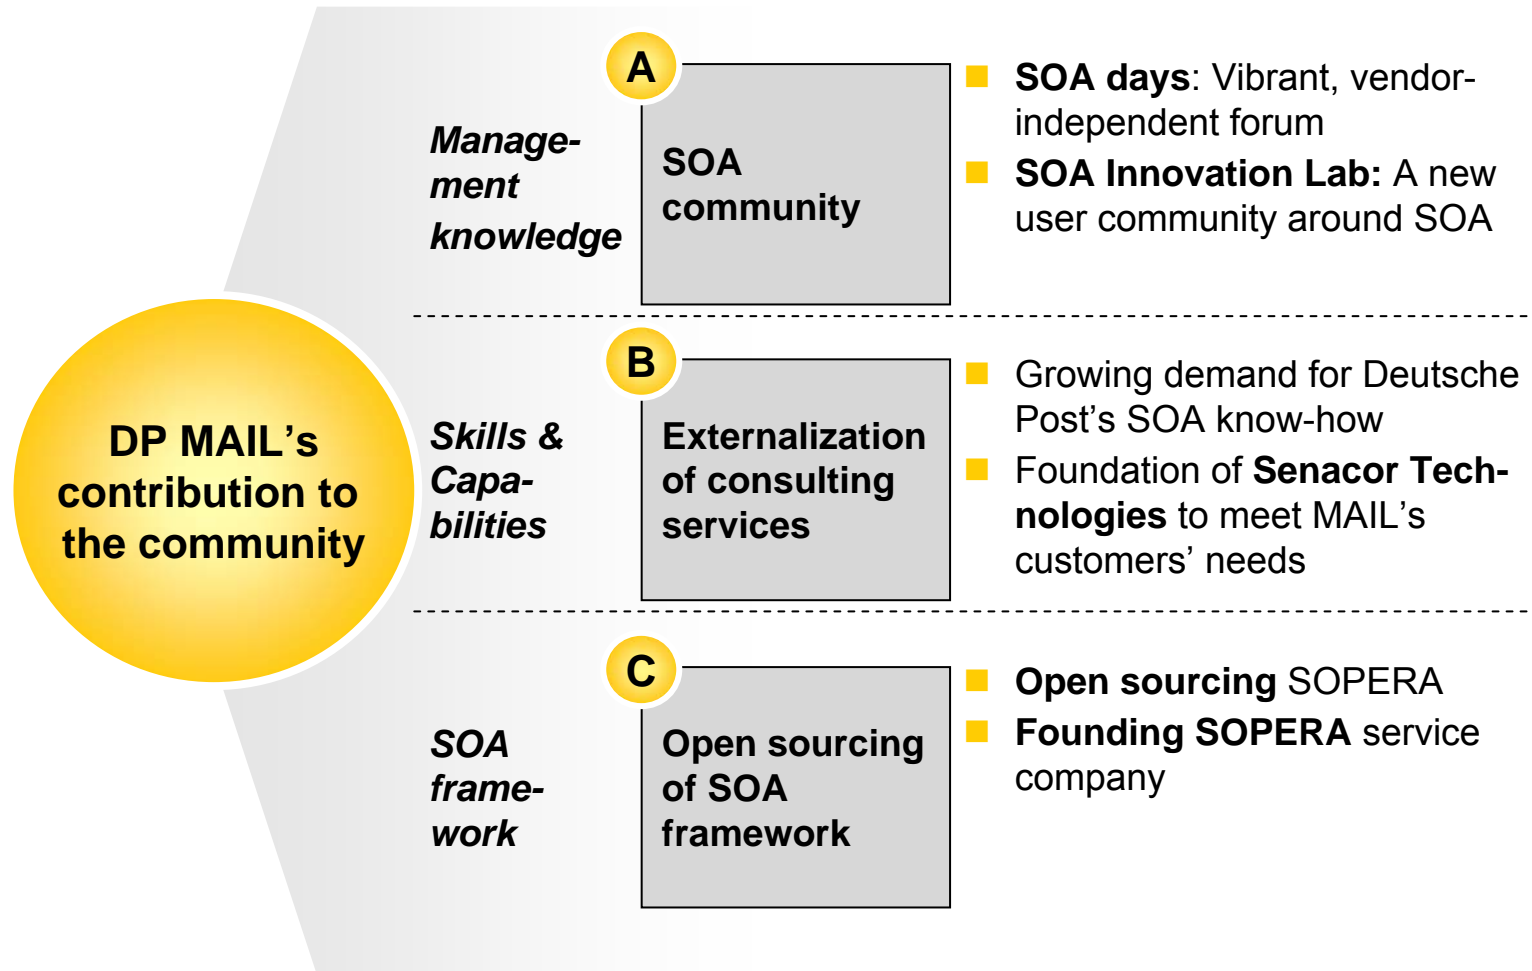 DP MAIL's
contribution to
the community
Manage-
ment
knowledge
A
SOA
community
SOA days: Vibrant, vendor-
independent forum
SOA Innovation Lab: A new
user community around SOA
Skills &
Capa-
bilities
B
Externalization
of consulting
services
Growing demand for Deutsche
Post's SOA know-how
Foundation of Senacor Tech-
nologies to meet MAIL's
customers' needs
SOA
frame-
work
C
Open sourcing
of SOA
framework
Open sourcing SOPERA
Founding SOPERA service
company